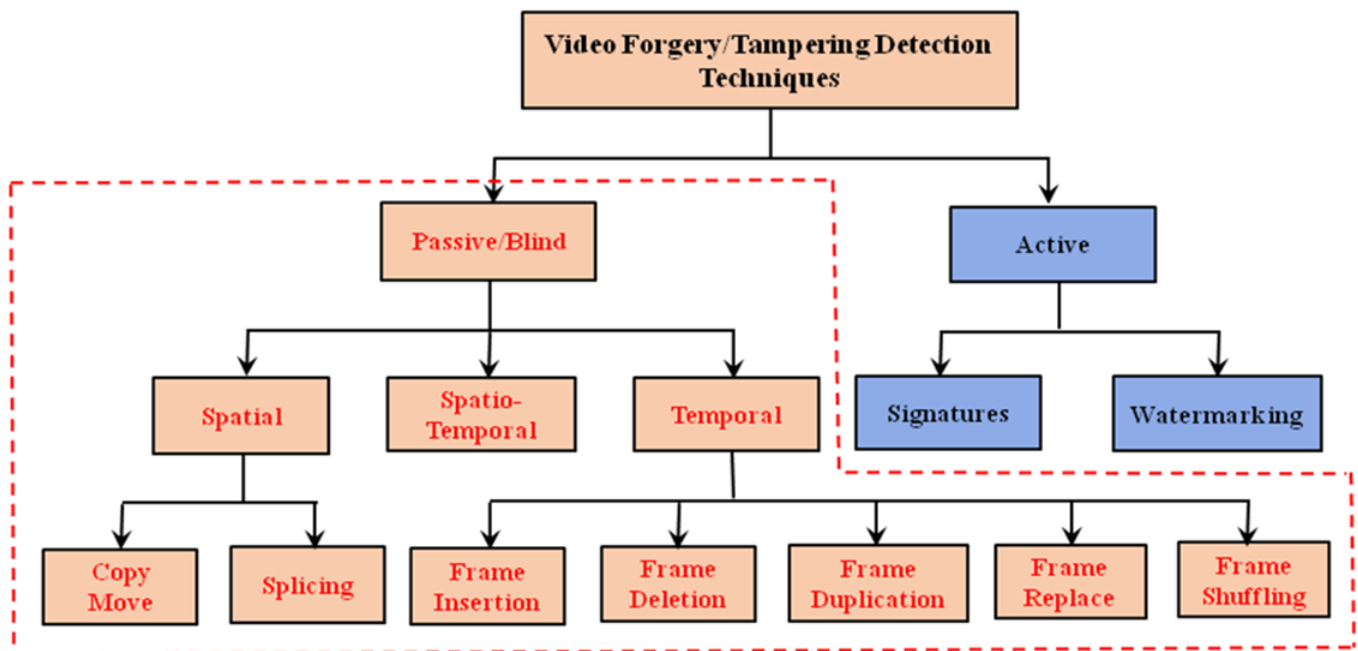 Video Forgery/Tampering Detection
Techniques
Passive/Blind
Active
Spatial
Spatio-
Temporal
Temporal
Signatures
Watermarking
Copy
Move
Splicing
Frame
Insertion
Frame
Deletion
Frame
Duplication
Frame
Replace
Frame
Shuffling